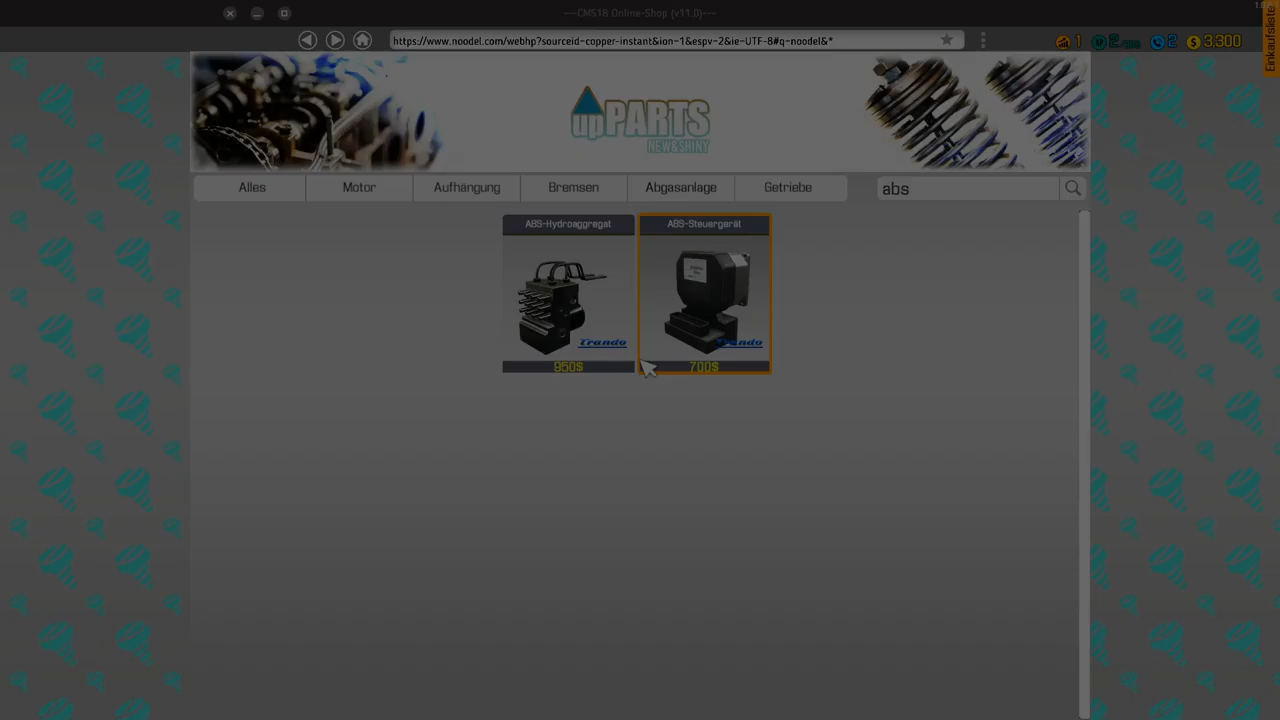 ---CMS18 Online-Shop (v11.0)---
https://www.noodel.com/webhp?sourceid-copper-instant&ion-1&espv-2&ie-UTF-8#q-noodel&*
1
2
2
3.300
Einkaufsliste
upPARTS
NEW&SHINY
Alles
Motor
Aufhängung
Bremsen
Abgasanlage
Getriebe
abs
ABS-Hydroaggregat
ABS-Steuergerät
Trando
Trando
950$
700$